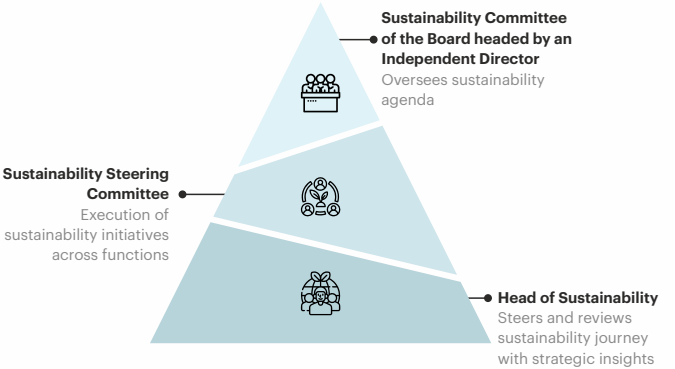 Sustainability Committee
of the Board headed by an
Independent Director
Oversees sustainability
agenda
Sustainability Steering
Committee
Execution of
sustainability initiatives
across functions
Head of Sustainability
Steers and reviews
sustainability journey
with strategic insights